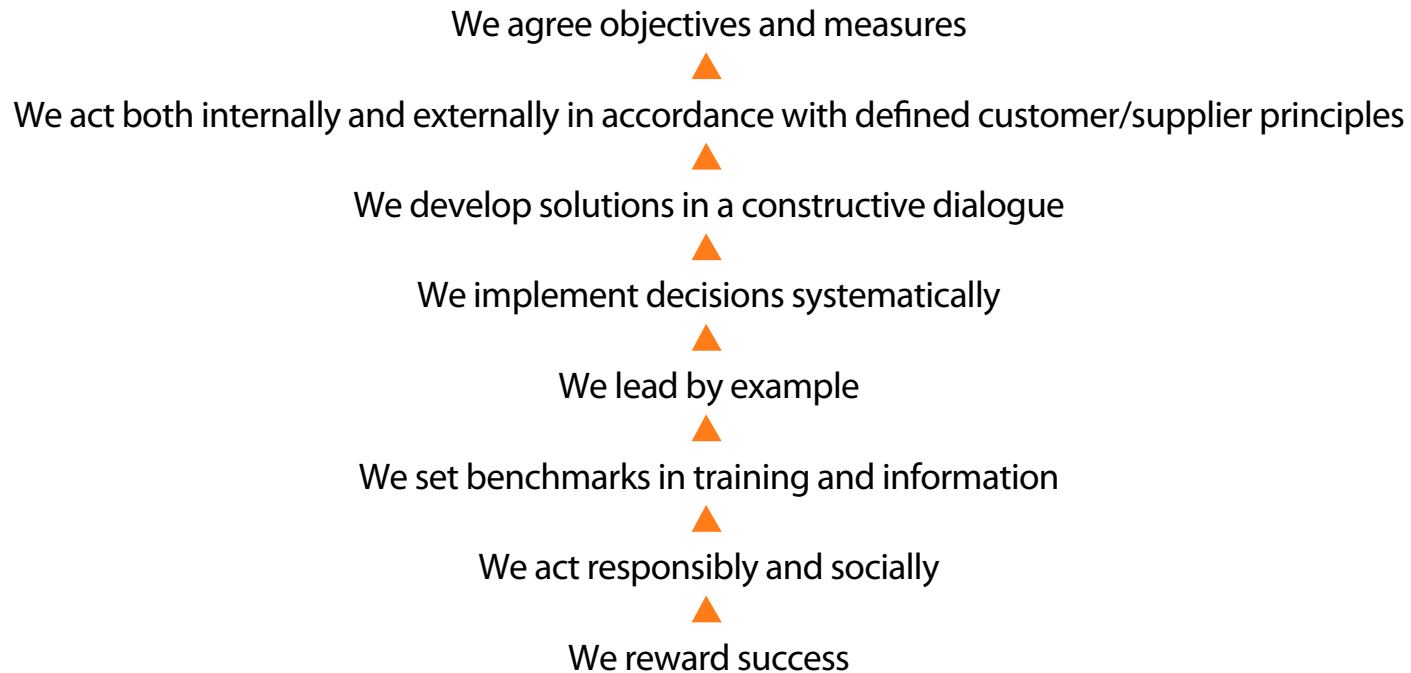 We agree objectives and measures
We act both internally and externally in accordance with defined customer/supplier principles
We develop solutions in a constructive dialogue
We implement decisions systematically
We lead by example
We set benchmarks in training and information
We act responsibly and socially
We reward success